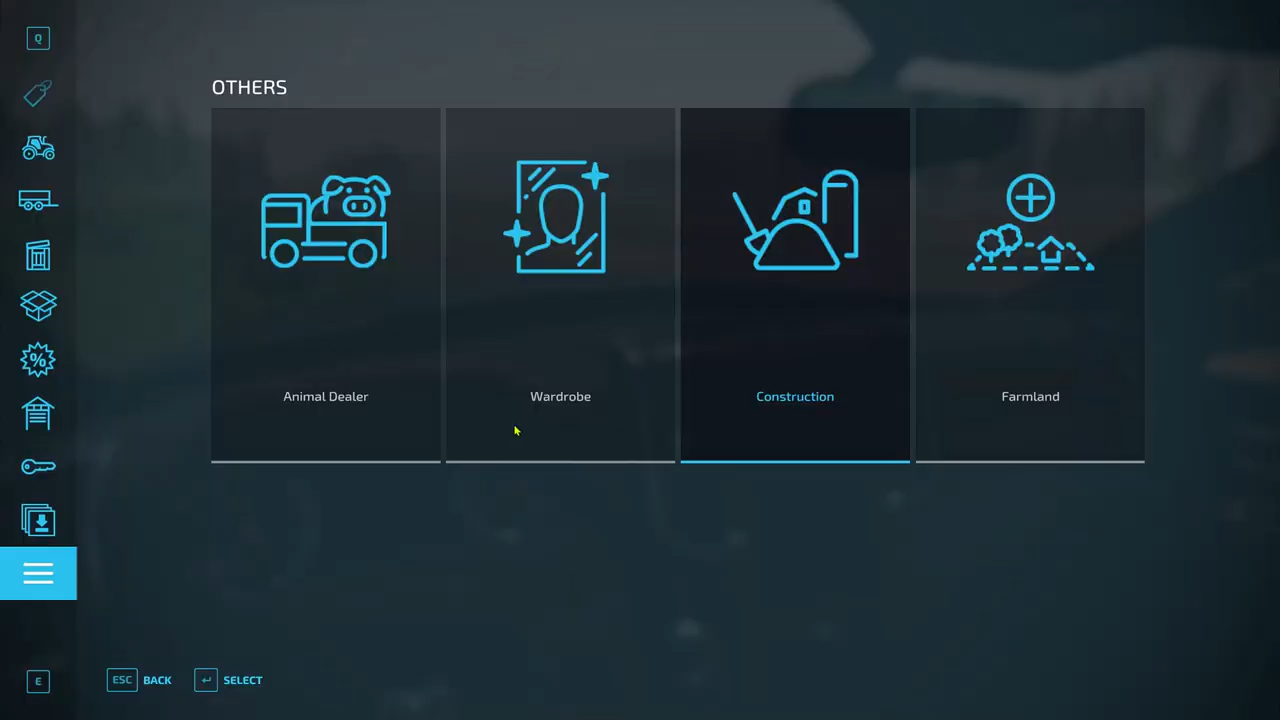 Q
OTHERS
%
Animal Dealer
Wardrobe
Construction
Farmland
E
ESC BACK
SELECT